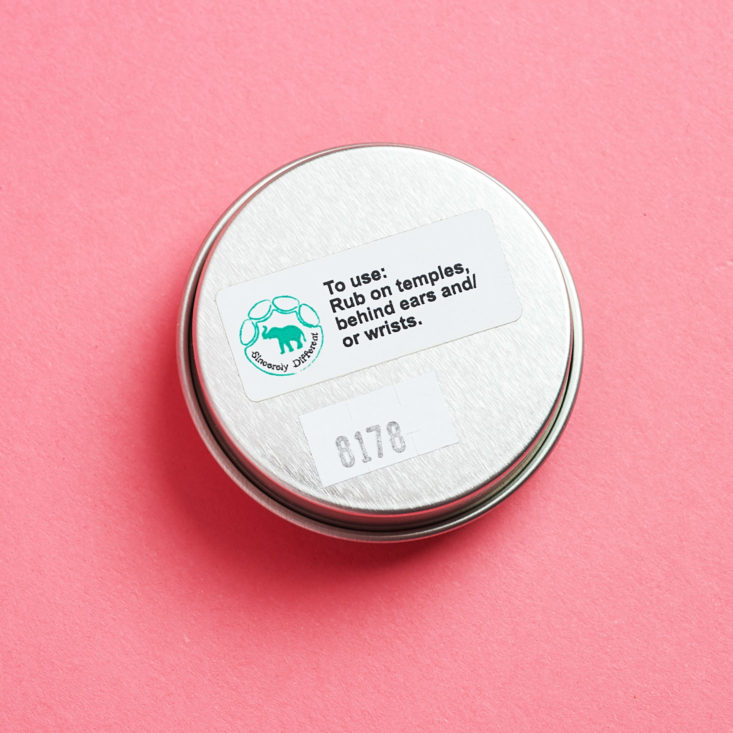 To use:
Rub on temples,
behind ears and/
or wrists.
Sincerely Different
8178